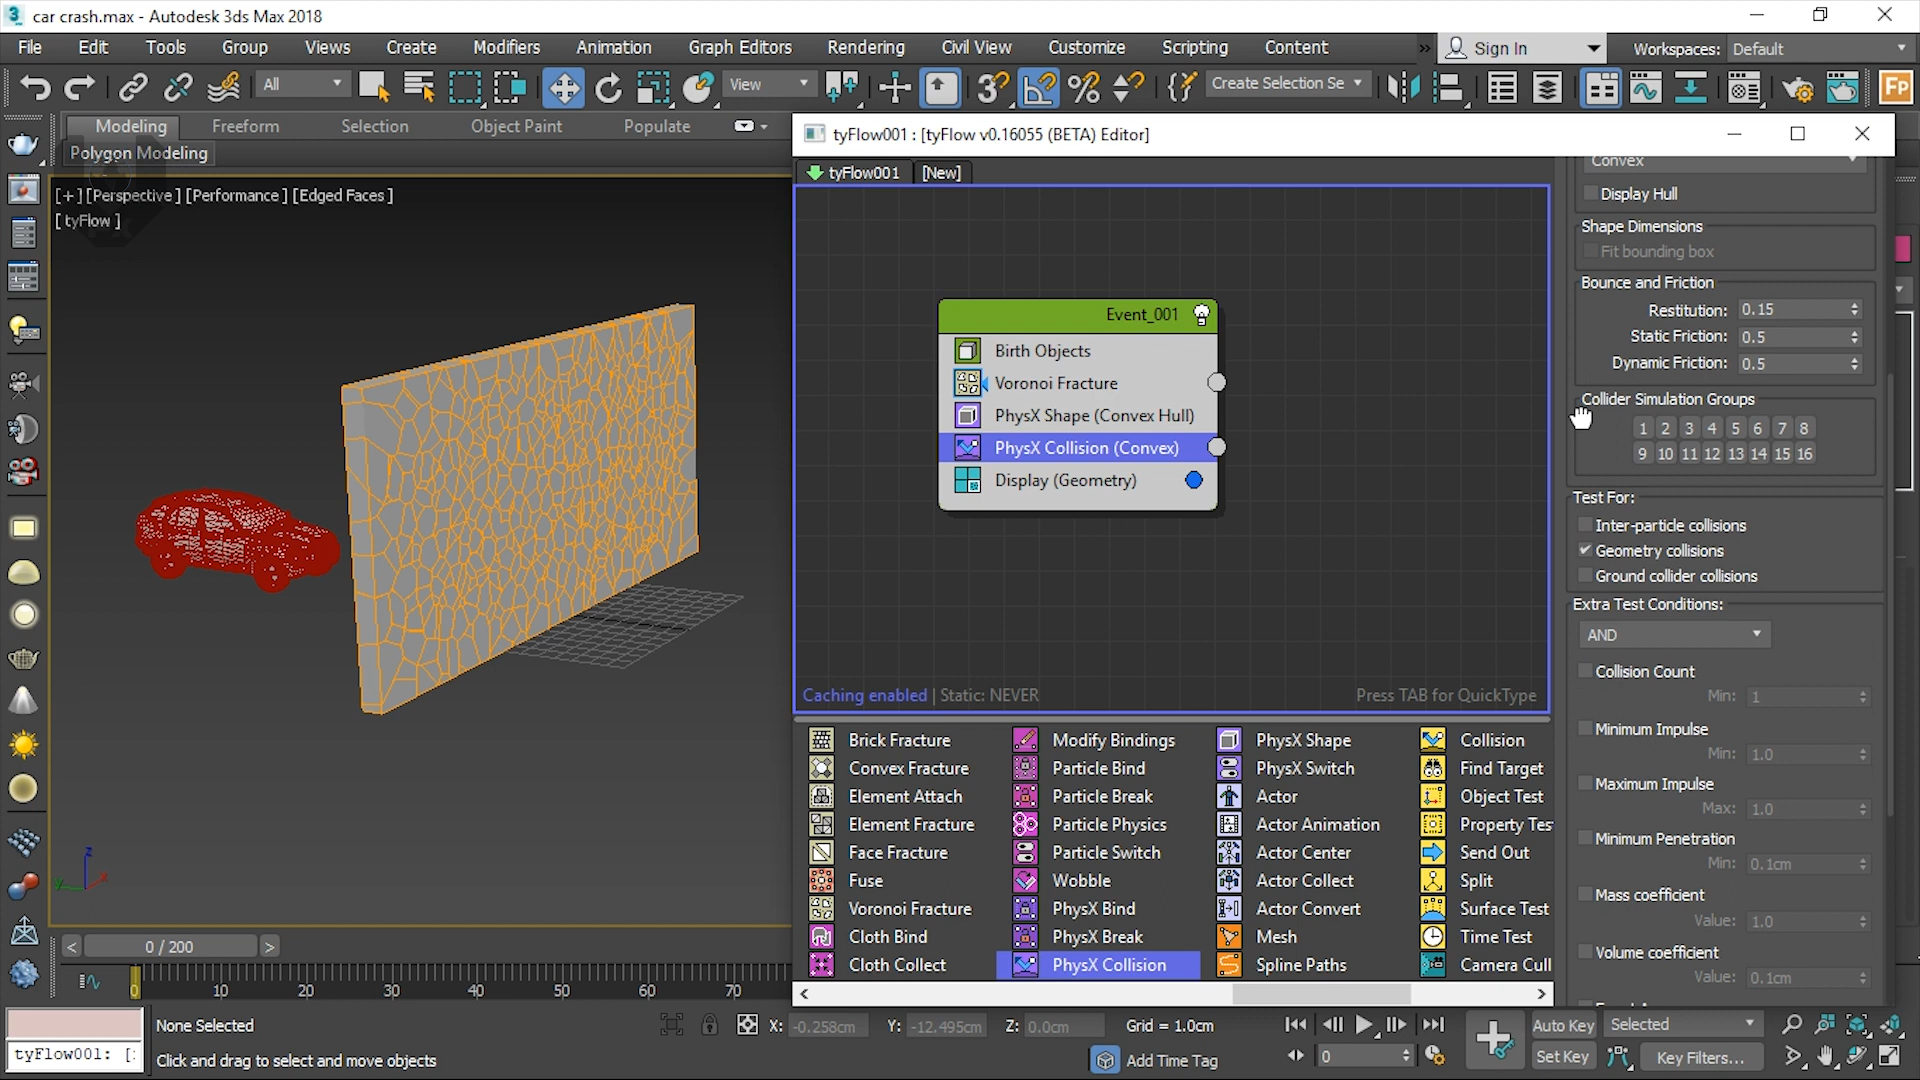 car crash.max - Autodesk 3ds Max 2018
File Edit Tools Group Views Create Modifiers Animation Graph Editors Rendering Civil View Customize Scripting Content » Sign In Workspaces: Default
All View Create Selection Se
Modeling Freeform Selection Object Paint Populate
Polygon Modeling
tyFlow001 : [tyFlow v0.16055 (BETA) Editor]
tyFlow001 [New]
[+] [Perspective ] [Performance ] [Edged Faces ]
[ tyFlow ]
Event_001
Birth Objects
Voronoi Fracture
PhysX Shape (Convex Hull)
PhysX Collision (Convex)
Display (Geometry)
Caching enabled | Static: NEVER
Press TAB for QuickType
Convex
Display Hull
Shape Dimensions
Fit bounding box
Bounce and Friction
Restitution: 0.15
Static Friction: 0.5
Dynamic Friction: 0.5
Collider Simulation Groups
1 2 3 4 5 6 7 8
9 10 11 12 13 14 15 16
Test For:
Inter-particle collisions
Geometry collisions
Ground collider collisions
Extra Test Conditions:
AND
Collision Count
Min: 1
Minimum Impulse
Min: 1.0
Maximum Impulse
Max: 1.0
Minimum Penetration
Min: 0.1cm
Mass coefficient
Value: 1.0
Volume coefficient
Value: 0.1cm
Brick Fracture Modify Bindings PhysX Shape Collision
Convex Fracture Particle Bind PhysX Switch Find Target
Element Attach Particle Break Actor Object Test
Element Fracture Particle Physics Actor Animation Property Tes
Face Fracture Particle Switch Actor Center Send Out
Fuse Wobble Actor Collect Split
Voronoi Fracture PhysX Bind Actor Convert Surface Test
Cloth Bind PhysX Break Mesh Time Test
Cloth Collect PhysX Collision Spline Paths Camera Cull
z
y x
< 0 / 200 >
0 10 20 30 40 50 60 70
None Selected X: -0.258cm Y: -12.495cm Z: 0.0cm Grid = 1.0cm Auto Key Selected
tyFlow001: [ Click and drag to select and move objects Add Time Tag 0 Set Key Key Filters...